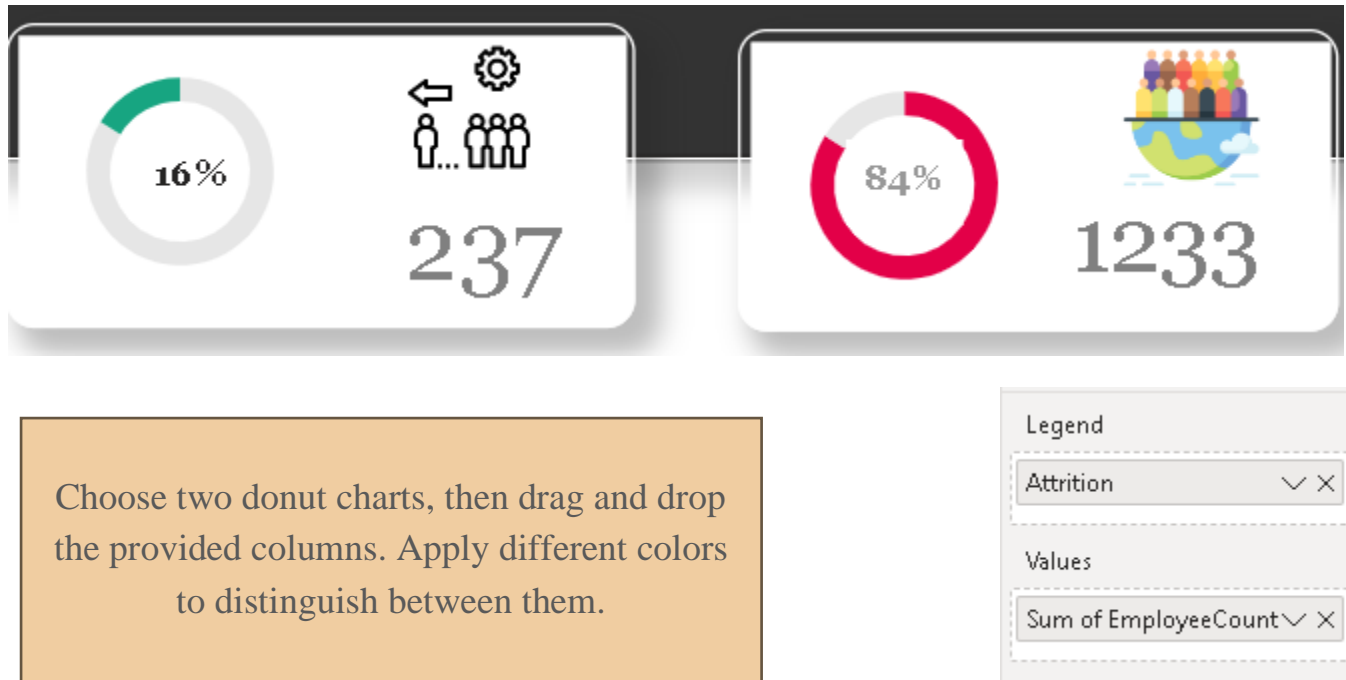 16%
237
84%
1233
Choose two donut charts, then drag and drop
the provided columns. Apply different colors
to distinguish between them.
Legend
Attrition
Values
Sum of EmployeeCount